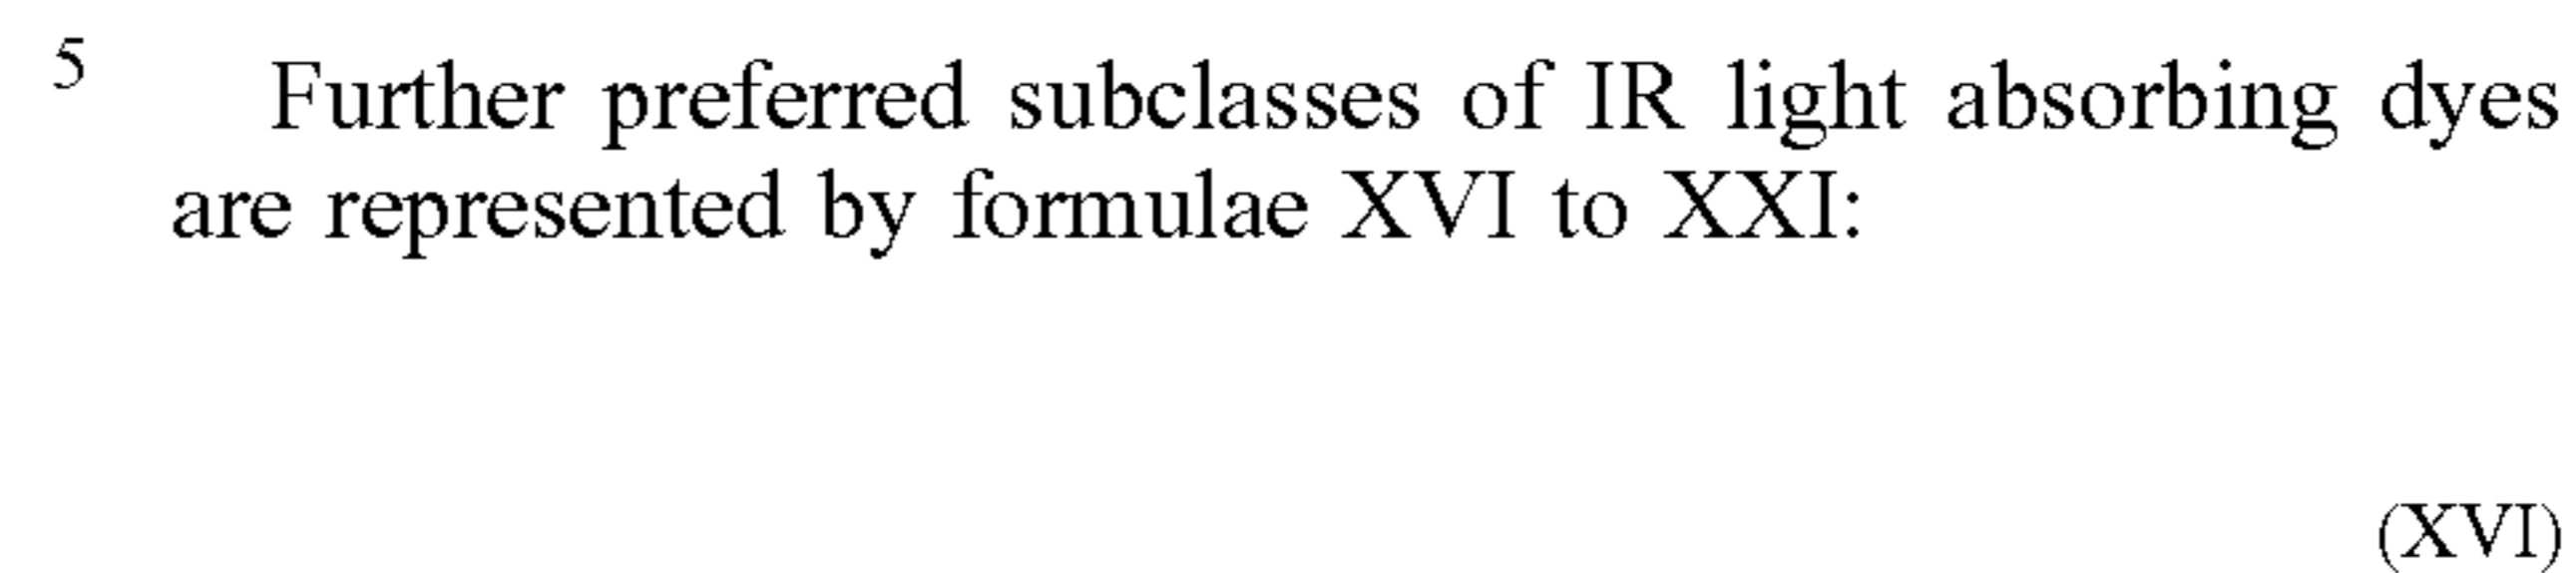 5 Further preferred subclasses of IR light absorbing dyes
are represented by formulae XVI to XXI:
(XVI)